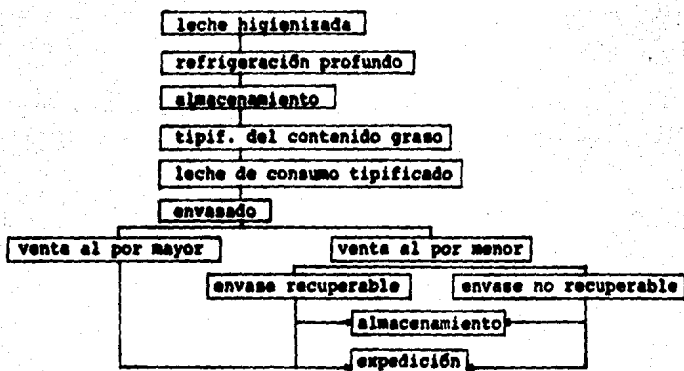 leche higienizada
refrigeración profundo
almacenamiento
tipif. del contenido graso
leche de consumo tipificado
envasado
venta al por mayor venta al por menor
envase recuperable envase no recuperable
almacenamiento
expedición